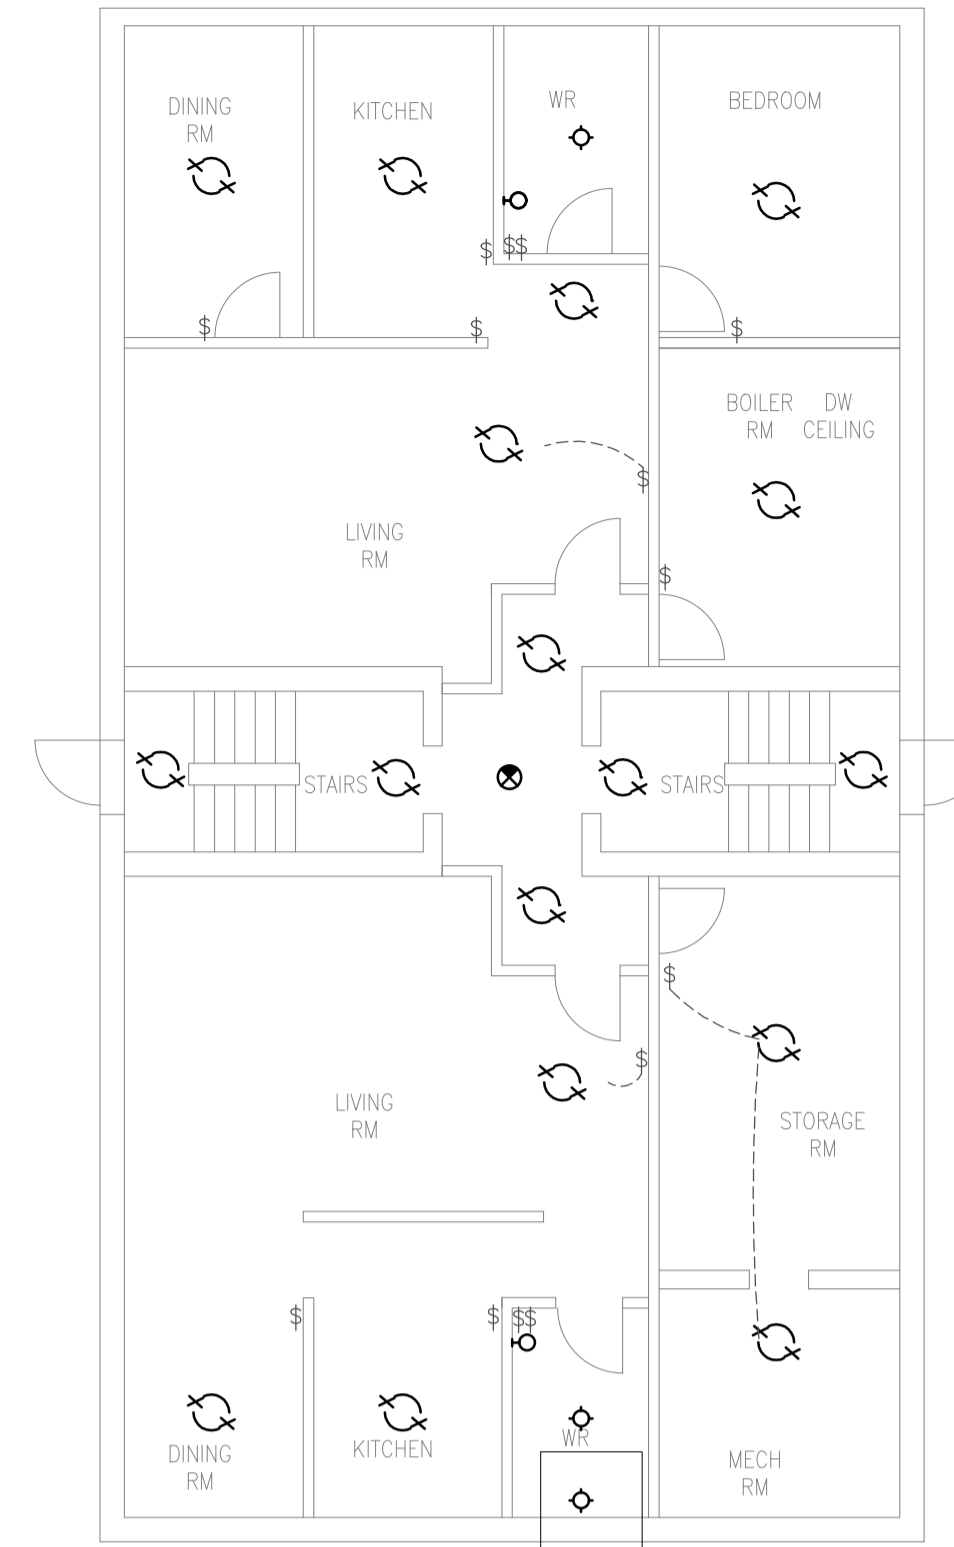 DINING
RM
KITCHEN
WR
BEDROOM
$
$$
$
$
$
BOILER
RM
DW
CEILING
$
LIVING
RM
$
STAIRS
STAIRS
$
$
LIVING
RM
STORAGE
RM
$
$
$$
DINING
RM
KITCHEN
WR
MECH
RM